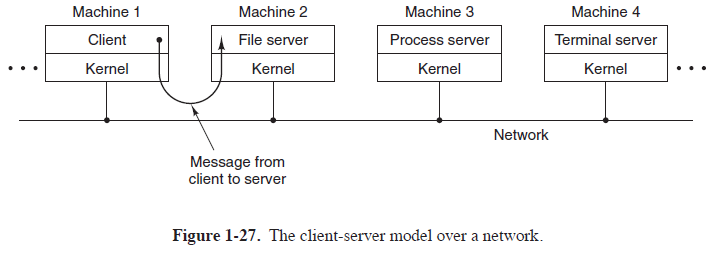 Machine 1 Machine 2 Machine 3 Machine 4
Client File server Process server Terminal server
Kernel Kernel Kernel Kernel
Network
Message from
client to server
Figure 1-27. The client-server model over a network.